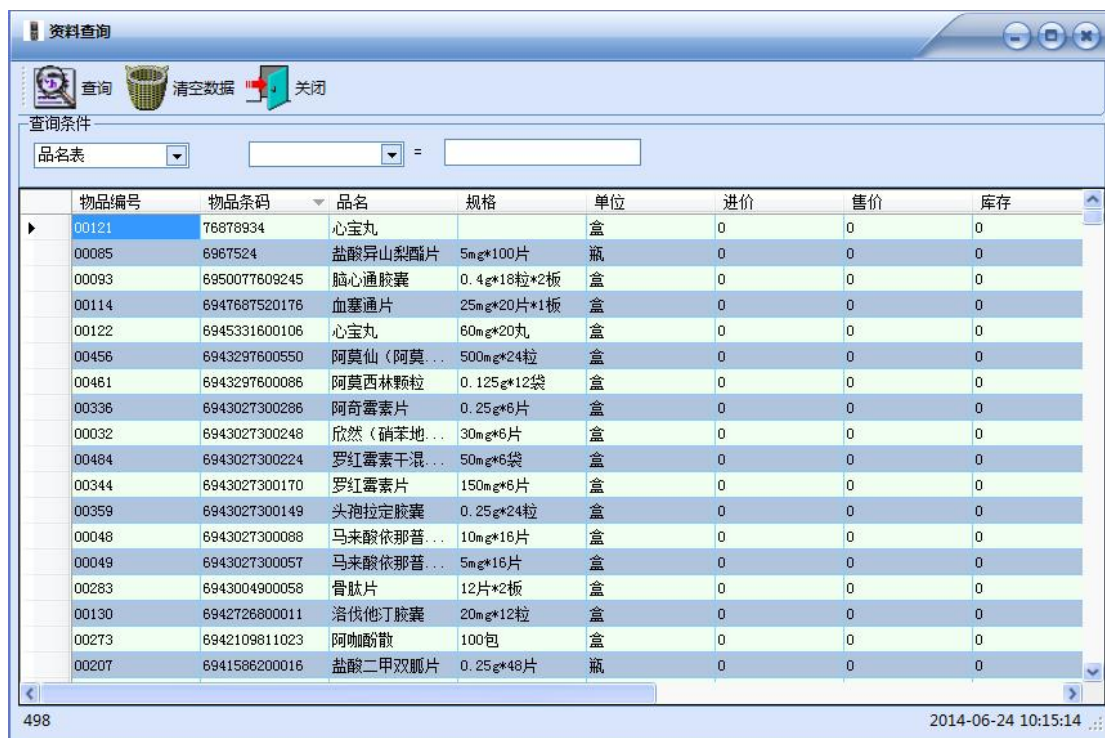 资料查询
查询 清空数据 关闭
查询条件
品名表 =
物品编号 物品条码 品名 规格 单位 进价 售价 库存
00121 76878934 心宝丸 盒 0 0 0
00085 6967524 盐酸异山梨酯片 5mg*100片 瓶 0 0 0
00093 6950077609245 脑心通胶囊 0.4g*18粒*2板 盒 0 0 0
00114 6947687520176 血塞通片 25mg*20片*1板 盒 0 0 0
00122 6945331600106 心宝丸 60mg*20丸 盒 0 0 0
00456 6943297600550 阿莫仙（阿莫... 500mg*24粒 盒 0 0 0
00461 6943297600086 阿莫西林颗粒 0.125g*12袋 盒 0 0 0
00336 6943027300286 阿奇霉素片 0.25g*6片 盒 0 0 0
00032 6943027300248 欣然（硝苯地... 30mg*6片 盒 0 0 0
00484 6943027300224 罗红霉素干混... 50mg*6袋 盒 0 0 0
00344 6943027300170 罗红霉素片 150mg*6片 盒 0 0 0
00359 6943027300149 头孢拉定胶囊 0.25g*24粒 盒 0 0 0
00048 6943027300088 马来酸依那普... 10mg*16片 盒 0 0 0
00049 6943027300057 马来酸依那普... 5mg*16片 盒 0 0 0
00283 6943004900058 骨肽片 12片*2板 盒 0 0 0
00130 6942726800011 洛伐他汀胶囊 20mg*12粒 盒 0 0 0
00273 6942109811023 阿咖酚散 100包 盒 0 0 0
00207 6941586200016 盐酸二甲双胍片 0.25g*48片 瓶 0 0 0
498 2014-06-24 10:15:14